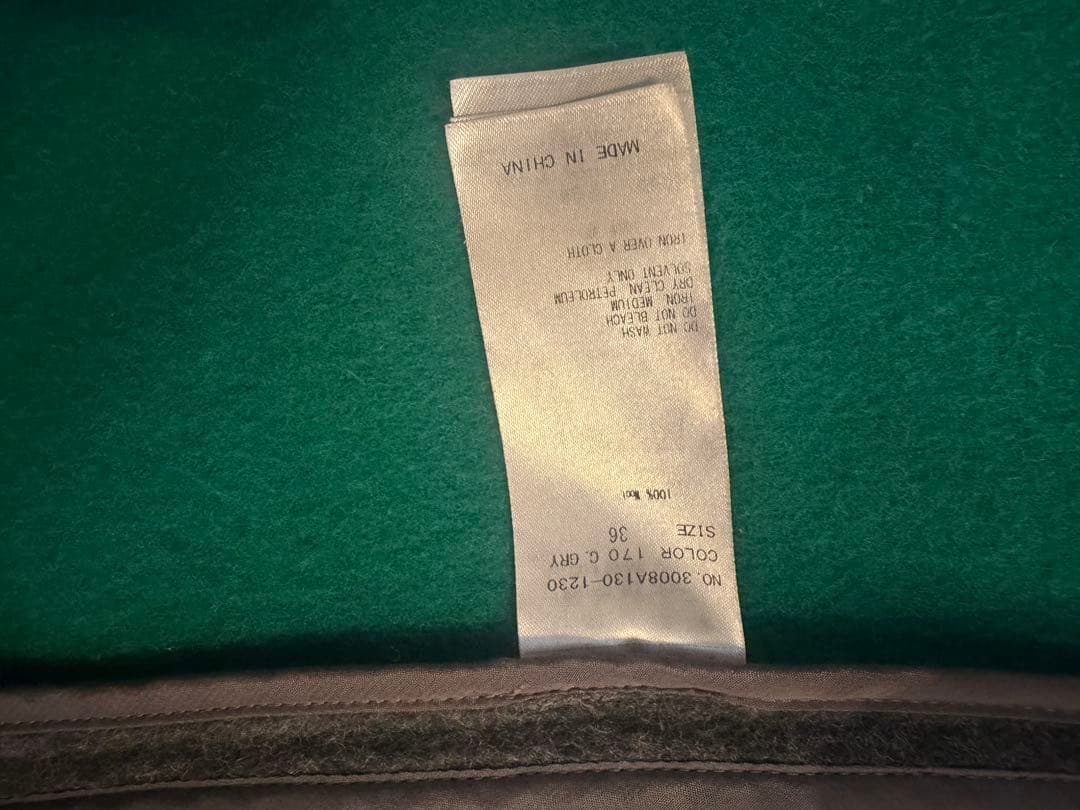 NO. 3008A130-1230
COLOR 170 C. GRY
SIZE 36
100% Wool
DO NOT WASH
DO NOT BLEACH
IRON MEDIUM
DRY CLEAN, PETROLEUM
SOLVENT ONLY
IRON OVER A CLOTH
MADE IN CHINA